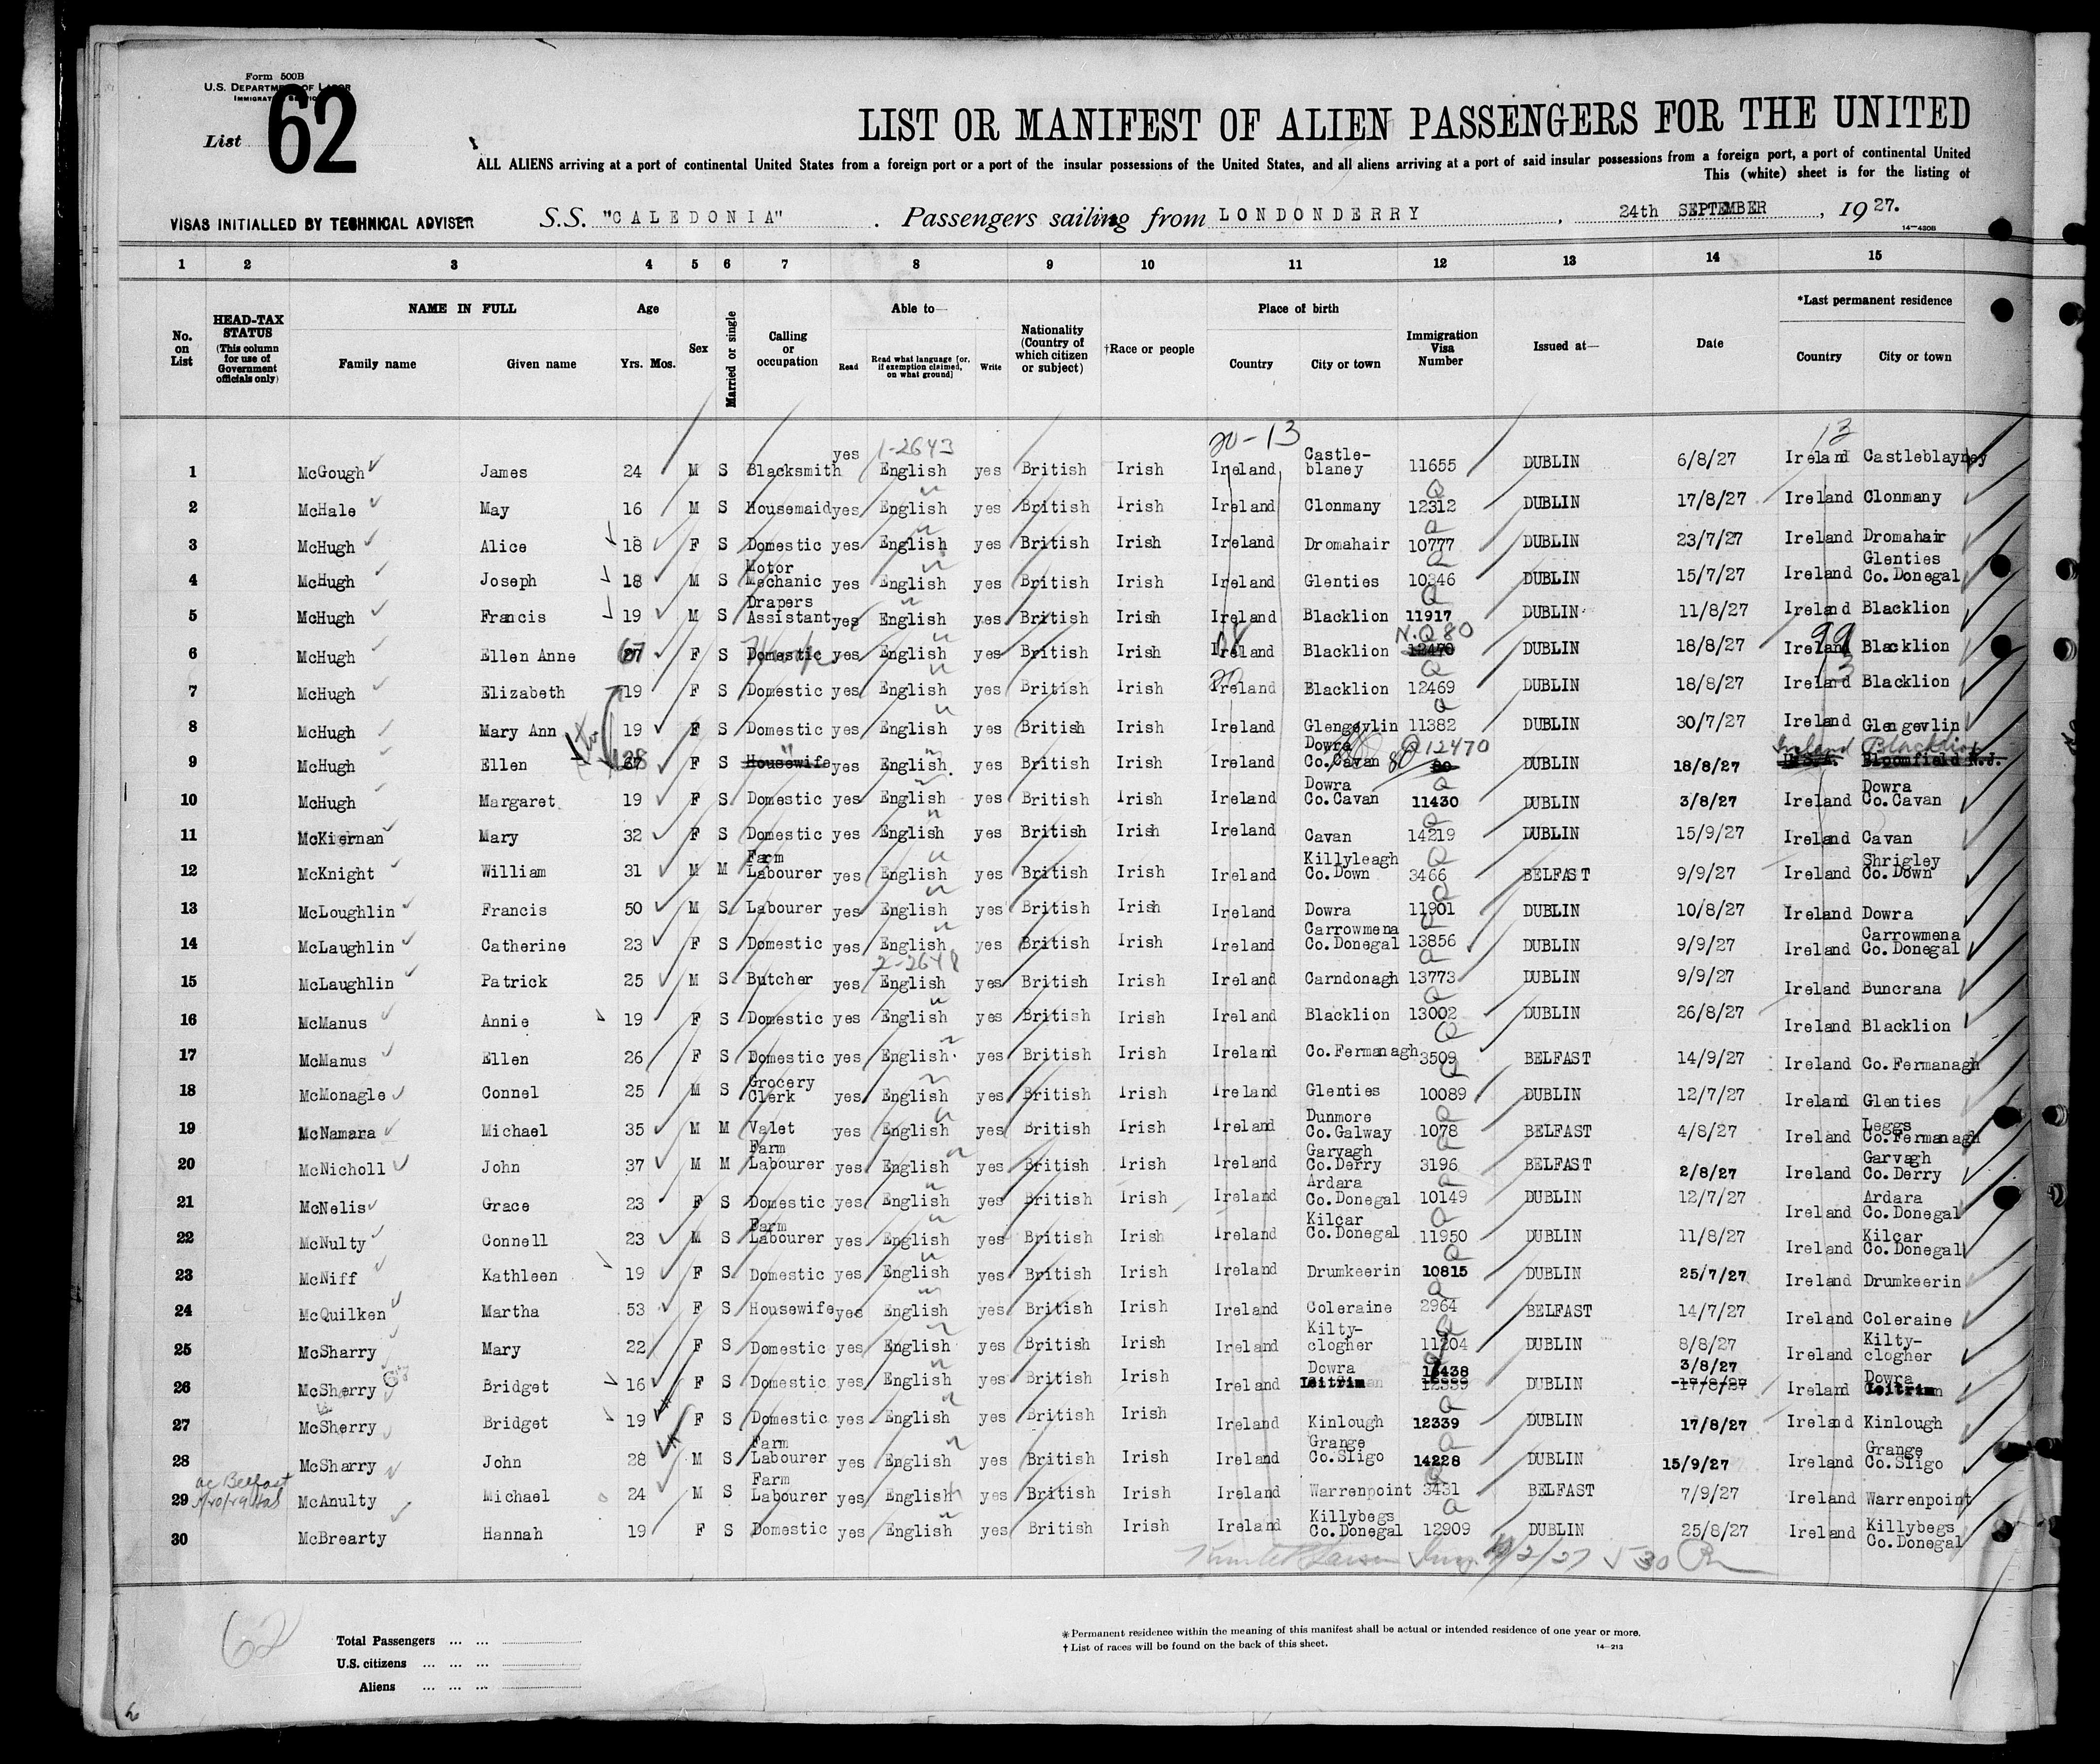 Form 500B
U.S. DEPARTMENT OF LABOR
IMMIGRATION SERVICE
List 62
LIST OR MANIFEST OF ALIEN PASSENGERS FOR THE UNITED
ALL ALIENS arriving at a port of continental United States from a foreign port or a port of the insular possessions of the United States, and all aliens arriving at a port of said insular possessions from a foreign port, a port of continental United
This (white) sheet is for the listing of
VISAS INITIALLED BY TECHNICAL ADVISER S.S. "CALEDONIA". Passengers sailing from LONDONDERRY, 24th SEPTEMBER, 1927.
14—430B
1 2 3 4 5 6 7 8 9 10 11 12 13 14 15
No. on List HEAD-TAX STATUS (This column for use of Government officials only) NAME IN FULL Family name Given name Age Yrs. Mos. Sex Married or single Calling or occupation Able to— Read Read what language (or, if exemption claimed, on what ground) Write Nationality (Country of which citizen or subject) †Race or people Place of birth Country City or town Immigration Visa Number Issued at— Date *Last permanent residence Country City or town
1-2643 20-13 13
1 McGough James 24 M S Blacksmith yes English yes British Irish Ireland Castle-blaney 11655 DUBLIN 6/8/27 Ireland Castleblayney
2 McHale May 16 M S Housemaid yes English yes British Irish Ireland Clonmany 12312 DUBLIN 17/8/27 Ireland Clonmany
3 McHugh Alice 18 F S Domestic yes English yes British Irish Ireland Dromahair 10777 DUBLIN 23/7/27 Ireland Dromahair
4 McHugh Joseph 18 M S Motor Mechanic yes English yes British Irish Ireland Glenties 10346 DUBLIN 15/7/27 Ireland Glenties Co.Donegal
5 McHugh Francis 19 M S Drapers Assistant yes English yes British Irish Ireland Blacklion 11917 DUBLIN 11/8/27 Ireland Blacklion
6 McHugh Ellen Anne 67 F S Domestic yes English yes British Irish Ireland Blacklion N.Q 80 12470 DUBLIN 18/8/27 Ireland 99 Blacklion
7 McHugh Elizabeth 19 F S Domestic yes English yes British Irish Ireland Blacklion 12469 DUBLIN 18/8/27 Ireland Blacklion
8 McHugh Mary Ann 19 F S Domestic yes English yes British Irish Ireland Glengevlin 11382 DUBLIN 30/7/27 Ireland Glengevlin
9 McHugh Ellen 28 F S Housewife yes English yes British Irish Ireland Dowra Co.Cavan 80 Q12470 DUBLIN 18/8/27 Ireland Blacklion U.S.A. Bloomfield N.J.
10 McHugh Margaret 19 F S Domestic yes English yes British Irish Ireland Dowra Co.Cavan 11430 DUBLIN 3/8/27 Ireland Dowra Co.Cavan
11 McKiernan Mary 32 F S Domestic yes English yes British Irish Ireland Cavan 14219 DUBLIN 15/9/27 Ireland Cavan
12 McKnight William 31 M M Farm Labourer yes English yes British Irish Ireland Killyleagh Co.Down 3466 BELFAST 9/9/27 Ireland Shrigley Co.Down
13 McLoughlin Francis 50 M S Labourer yes English yes British Irish Ireland Dowra 11901 DUBLIN 10/8/27 Ireland Dowra
14 McLaughlin Catherine 23 F S Domestic yes English yes British Irish Ireland Carrowmena Co.Donegal 13856 DUBLIN 9/9/27 Ireland Carrowmena Co.Donegal
2-2648
15 McLaughlin Patrick 25 M S Butcher yes English yes British Irish Ireland Carndonagh 13773 DUBLIN 9/9/27 Ireland Buncrana
16 McManus Annie 19 F S Domestic yes English yes British Irish Ireland Blacklion 13002 DUBLIN 26/8/27 Ireland Blacklion
17 McManus Ellen 26 F S Domestic yes English yes British Irish Ireland Co.Fermanagh 3509 BELFAST 14/9/27 Ireland Co.Fermanagh
18 McMonagle Connel 25 M S Grocery Clerk yes English yes British Irish Ireland Glenties 10089 DUBLIN 12/7/27 Ireland Glenties
19 McNamara Michael 35 M M Valet yes English yes British Irish Ireland Dunmore Co.Galway 1078 BELFAST 4/8/27 Ireland Leggs Co.Fermanagh
20 McNicholl John 37 M M Farm Labourer yes English yes British Irish Ireland Garvagh Co.Derry 3196 BELFAST 2/8/27 Ireland Garvagh Co.Derry
21 McNelis Grace 23 F S Domestic yes English yes British Irish Ireland Ardara Co.Donegal 10149 DUBLIN 12/7/27 Ireland Ardara Co.Donegal
22 McNulty Connell 23 M S Farm Labourer yes English yes British Irish Ireland Kilcar Co.Donegal 11950 DUBLIN 11/8/27 Ireland Kilcar Co.Donegal
23 McNiff Kathleen 19 F S Domestic yes English yes British Irish Ireland Drumkeerin 10815 DUBLIN 25/7/27 Ireland Drumkeerin
24 McQuilken Martha 53 F S Housewife yes English yes British Irish Ireland Coleraine 2964 BELFAST 14/7/27 Ireland Coleraine
25 McSharry Mary 22 F S Domestic yes English yes British Irish Ireland Kilty-clogher 11204 DUBLIN 8/8/27 Ireland Kilty-clogher
26 McSherry Bridget 16 F S Domestic yes English yes British Irish Ireland Dowra Leitrim 11438 12339 DUBLIN 3/8/27 17/8/27 Ireland Dowra Leitrim
27 McSherry Bridget 19 F S Domestic yes English yes British Irish Ireland Kinlough 12339 DUBLIN 17/8/27 Ireland Kinlough
28 McSharry John 28 M S Farm Labourer yes English yes British Irish Ireland Grange Co.Sligo 14228 DUBLIN 15/9/27 Ireland Grange Co.Sligo
29 McAnulty Michael 24 M S Farm Labourer yes English yes British Irish Ireland Warrenpoint 3431 BELFAST 7/9/27 Ireland Warrenpoint
30 McBrearty Hannah 19 F S Domestic yes English yes British Irish Ireland Killybegs Co.Donegal 12909 DUBLIN 25/8/27 Ireland Killybegs Co.Donegal
62
Total Passengers ... ...
U.S. citizens ... ... ...
Aliens ... ... ...
* Permanent residence within the meaning of this manifest shall be actual or intended residence of one year or more.
† List of races will be found on the back of this sheet.
14—213